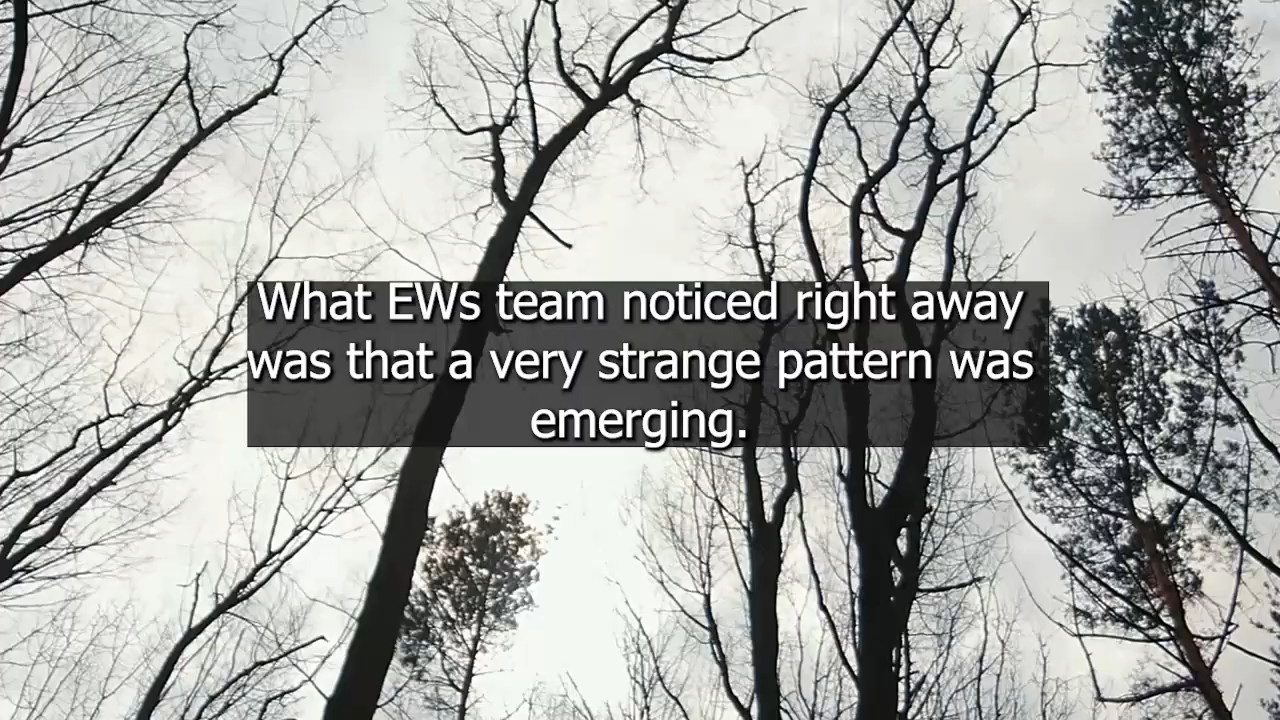 What EWs team noticed right away
was that a very strange pattern was
emerging.